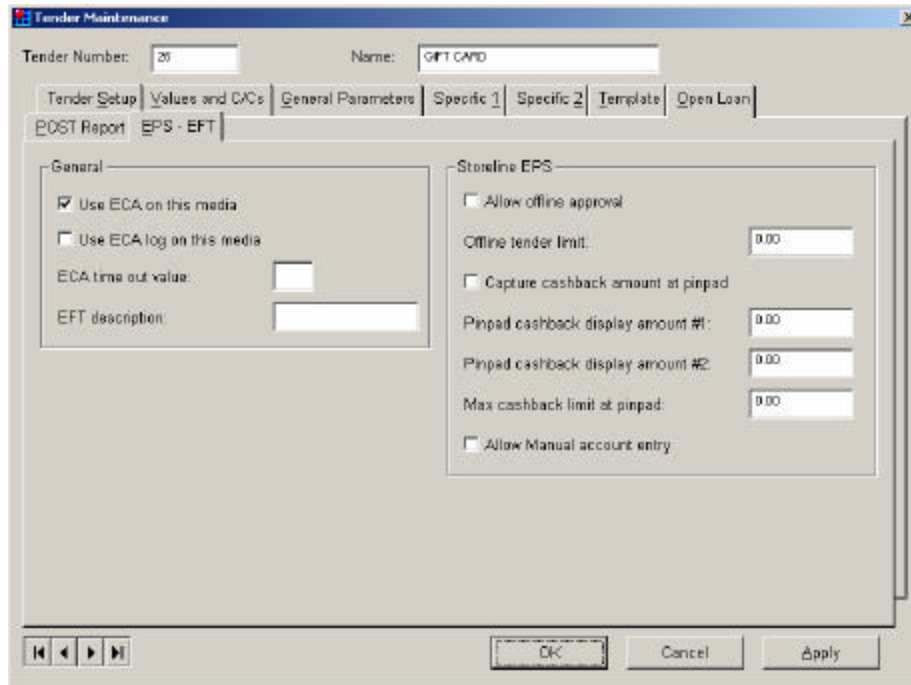 Tender Maintenance
Tender Number: 26 Name: GIFT CARD
Tender Setup Values and C/Cs General Parameters Specific 1 Specific 2 Template Open Loan
POST Report EPS - EFT
General
Use ECA on this media
Use ECA log on this media
ECA time out value:
EFT description:
Storeline EPS
Allow offline approval
Offline tender limit: 0.00
Capture cashback amount at pinpad
Pinpad cashback display amount #1: 0.00
Pinpad cashback display amount #2: 0.00
Max cashback limit at pinpad: 0.00
Allow Manual account entry
OK Cancel Apply